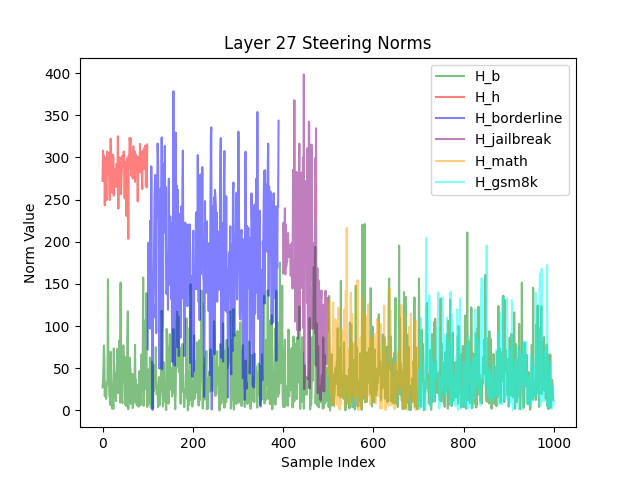 Layer 27 Steering Norms
Norm Value
400
350
300
250
200
150
100
50
0
H_b
H_h
H_borderline
H_jailbreak
H_math
H_gsm8k
0
200
400
600
800
1000
Sample Index